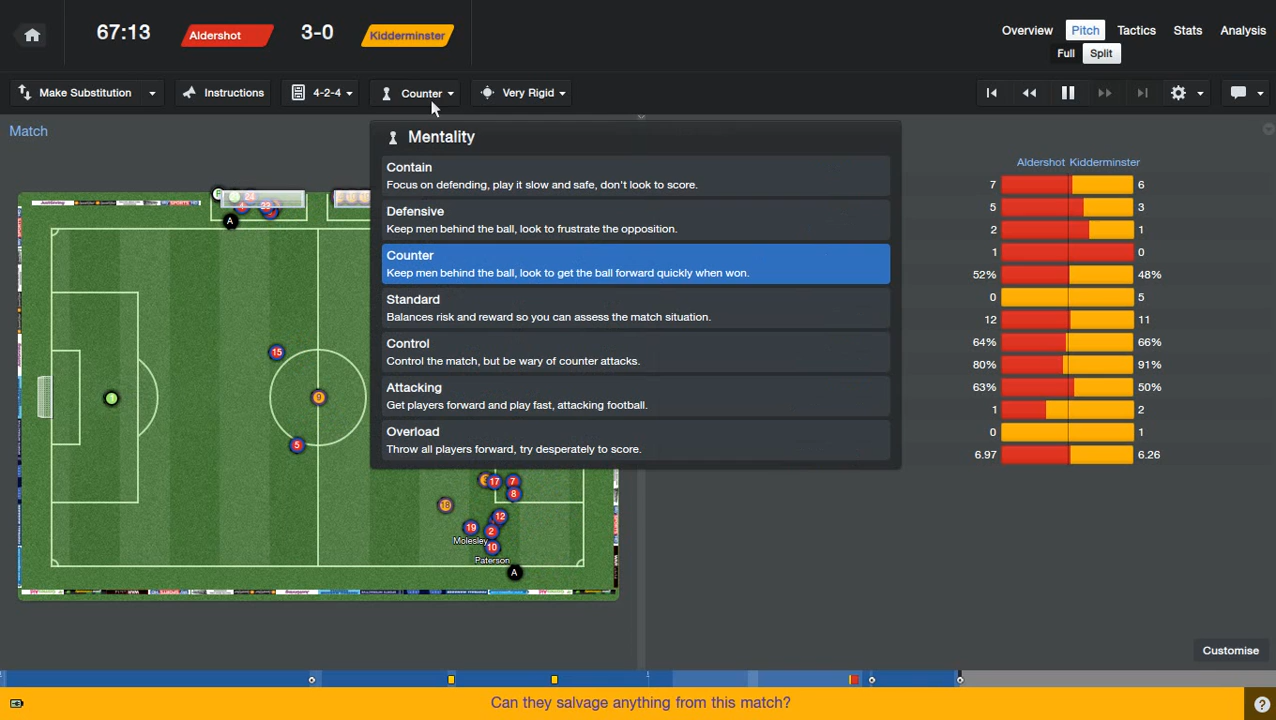 67:13
Aldershot
3-0
Kidderminster
Overview
Pitch
Tactics
Stats
Analysis
Full
Split
Make Substitution
Instructions
4-2-4
Counter
Very Rigid
Match
Mentality
Contain
Focus on defending, play it slow and safe, don't look to score.
Defensive
Keep men behind the ball, look to frustrate the opposition.
Counter
Keep men behind the ball, look to get the ball forward quickly when won.
Standard
Balances risk and reward so you can assess the match situation.
Control
Control the match, but be wary of counter attacks.
Attacking
Get players forward and play fast, attacking football.
Overload
Throw all players forward, try desperately to score.
Aldershot Kidderminster
7 6
5 3
2 1
1 0
52% 48%
0 5
12 11
64% 66%
80% 91%
63% 50%
1 2
0 1
6.97 6.26
A
15
9
5
17
7
8
18
12
19
2
Molesley
10
Paterson
A
Customise
Can they salvage anything from this match?
?